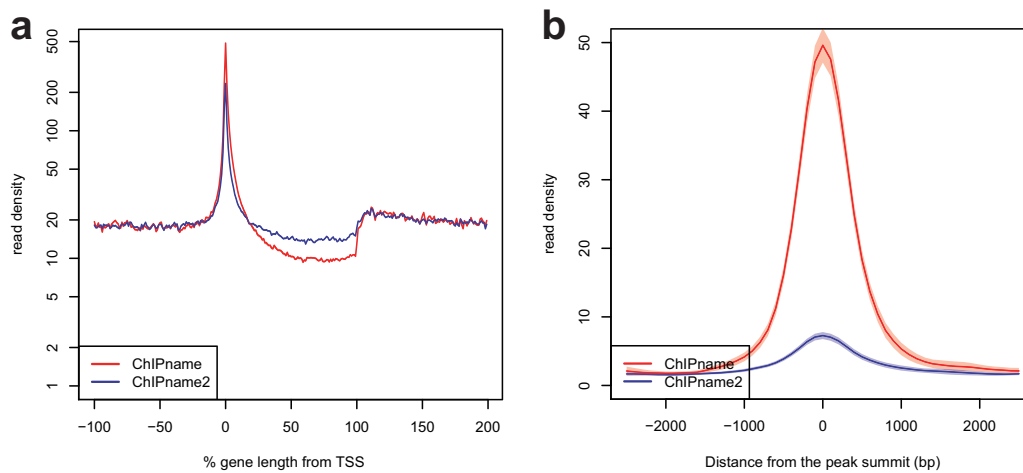 a
read density
500
200
100
50
20
10
5
2
1
ChIPname
ChIPname2
−100
−50
0
50
100
150
200
% gene length from TSS
b
read density
50
40
30
20
10
0
ChIPname
ChIPname2
−2000
−1000
0
1000
2000
Distance from the peak summit (bp)